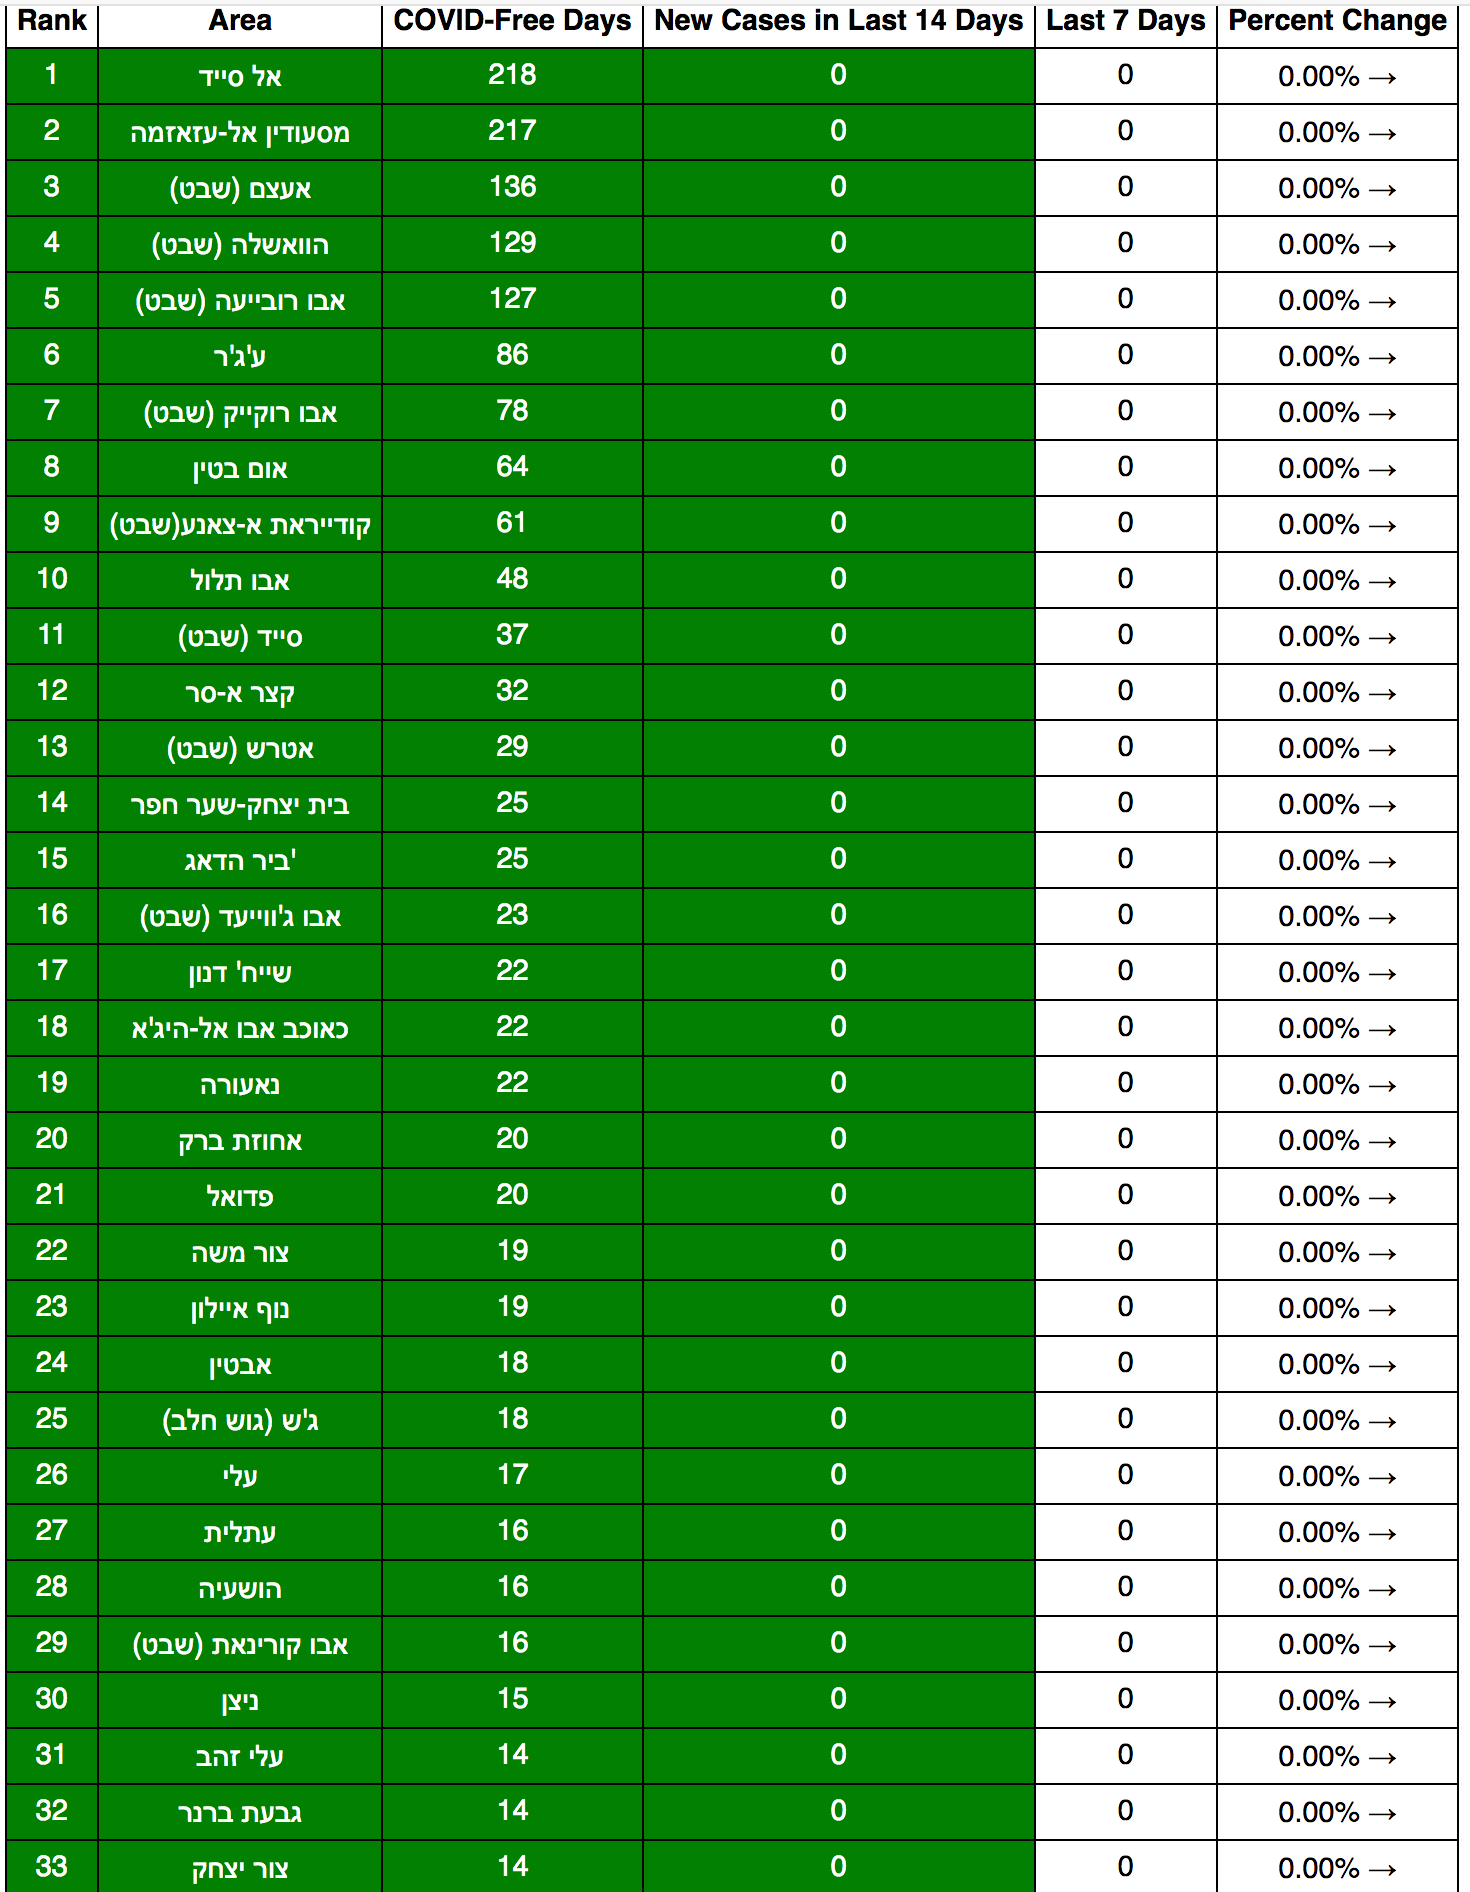 Rank Area COVID-Free Days New Cases in Last 14 Days Last 7 Days Percent Change
1 אל סייד 218 0 0 0.00% →
2 מסעודין אל-עזאזמה 217 0 0 0.00% →
3 אעצם (שבט) 136 0 0 0.00% →
4 הוואשלה (שבט) 129 0 0 0.00% →
5 אבו רובייעה (שבט) 127 0 0 0.00% →
6 ע'ג'ר 86 0 0 0.00% →
7 אבו רוקייק (שבט) 78 0 0 0.00% →
8 אום בטין 64 0 0 0.00% →
9 קודייראת א-צאנע(שבט) 61 0 0 0.00% →
10 אבו תלול 48 0 0 0.00% →
11 סייד (שבט) 37 0 0 0.00% →
12 קצר א-סר 32 0 0 0.00% →
13 אטרש (שבט) 29 0 0 0.00% →
14 בית יצחק-שער חפר 25 0 0 0.00% →
15 'ביר הדאג 25 0 0 0.00% →
16 אבו ג'ווייעד (שבט) 23 0 0 0.00% →
17 שייח' דנון 22 0 0 0.00% →
18 כאוכב אבו אל-היג'א 22 0 0 0.00% →
19 נאעורה 22 0 0 0.00% →
20 אחוזת ברק 20 0 0 0.00% →
21 פדואל 20 0 0 0.00% →
22 צור משה 19 0 0 0.00% →
23 נוף איילון 19 0 0 0.00% →
24 אבטין 18 0 0 0.00% →
25 ג'ש (גוש חלב) 18 0 0 0.00% →
26 עלי 17 0 0 0.00% →
27 עתלית 16 0 0 0.00% →
28 הושעיה 16 0 0 0.00% →
29 אבו קורינאת (שבט) 16 0 0 0.00% →
30 ניצן 15 0 0 0.00% →
31 עלי זהב 14 0 0 0.00% →
32 גבעת ברנר 14 0 0 0.00% →
33 צור יצחק 14 0 0 0.00% →